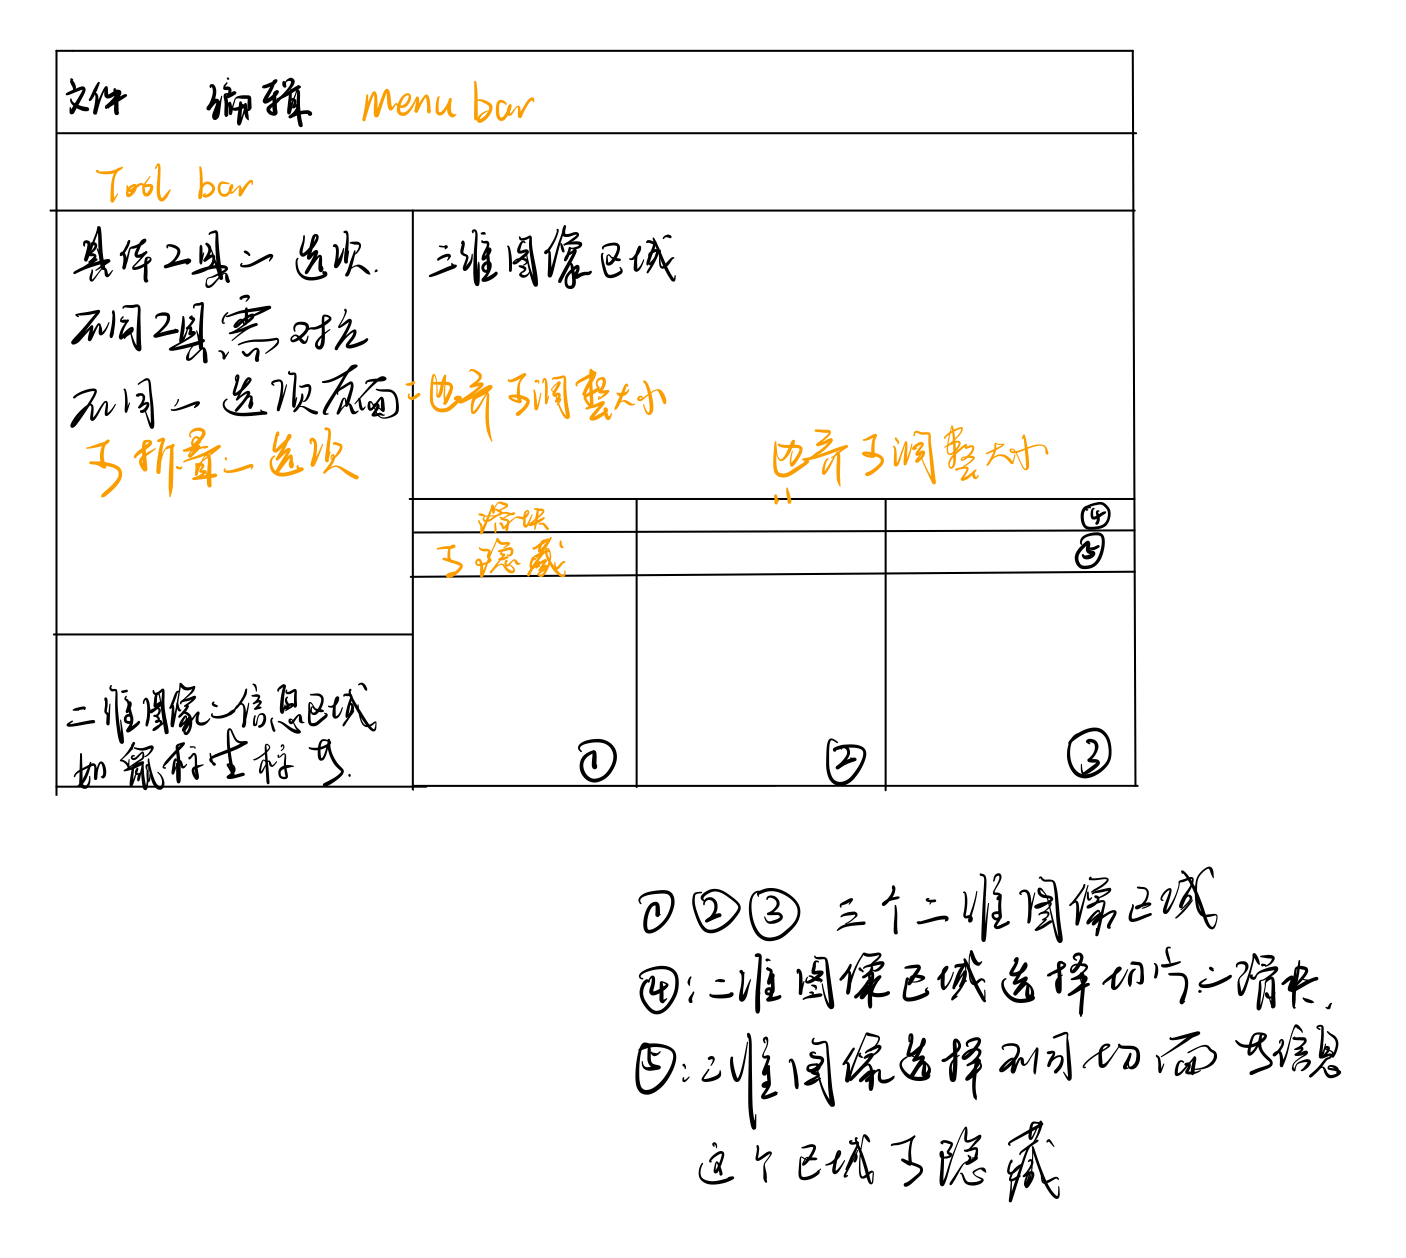 文件 编辑 menu bar
Tool bar
具体工具的选项.
不同工具需对应
不同的选项页面
可折叠的选项
三维图像区域
边界可调整大小
边界可调整大小
滑块
④
可隐藏
⑤
二维图像的信息区域
如鼠标坐标等.
①
②
③
①②③ 三个二维图像区域
④:二维图像区域选择切片的滑块.
⑤:二维图像选择不同切面等信息
这个区域可隐藏